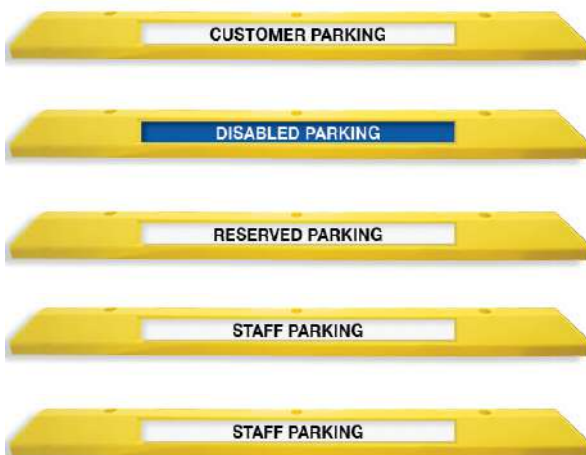 CUSTOMER PARKING
DISABLED PARKING
RESERVED PARKING
STAFF PARKING
STAFF PARKING